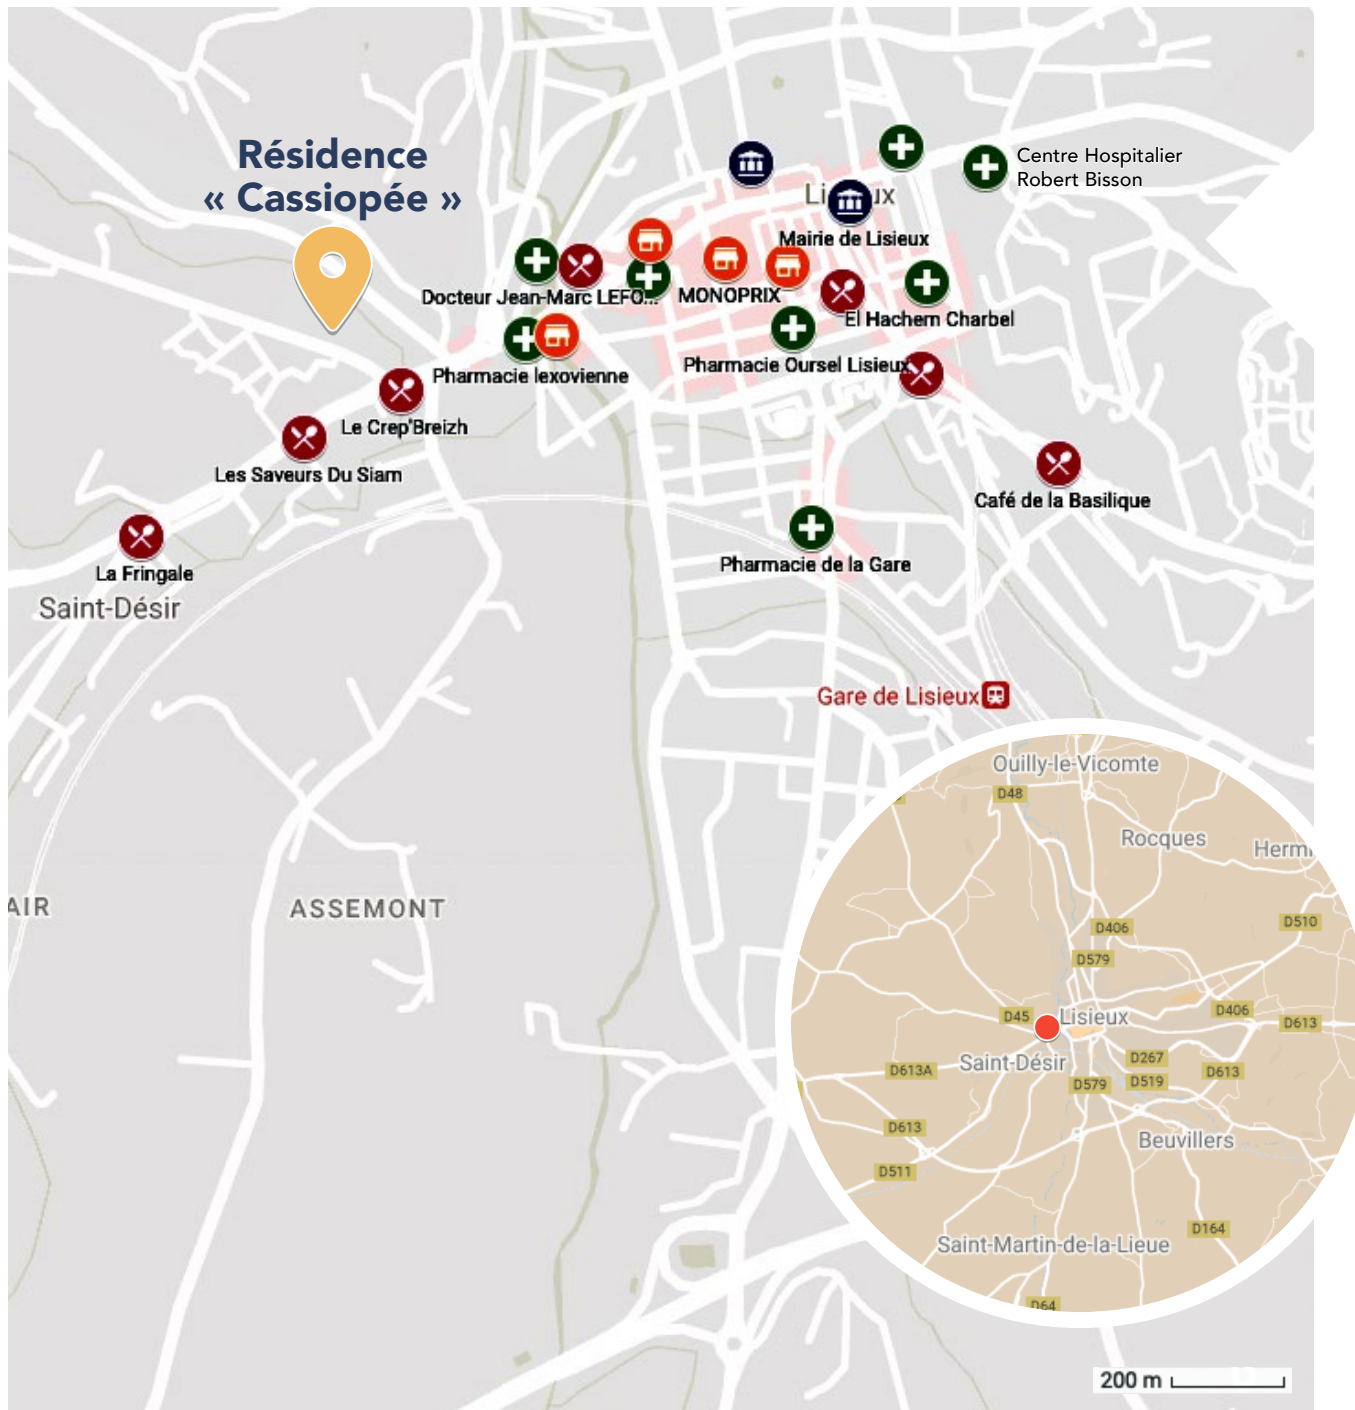 Résidence
« Cassiopée »
Centre Hospitalier
Robert Bisson
Mairie de Lisieux
Docteur Jean-Marc LEFO...
MONOPRIX
El Hachem Charbel
Pharmacie Oursel Lisieux
Pharmacie lexovienne
Le Crep'Breizh
Les Saveurs Du Siam
Café de la Basilique
Pharmacie de la Gare
La Fringale
Saint-Désir
Gare de Lisieux
ASSEMONT
Ouilly-le-Vicomte
D48
Rocques
D406
D510
D579
D45
Lisieux
D406
D613
Saint-Désir
D267
D613A
D579
D519
D613
D613
Beuvillers
D511
D164
Saint-Martin-de-la-Lieue
D64
200 m